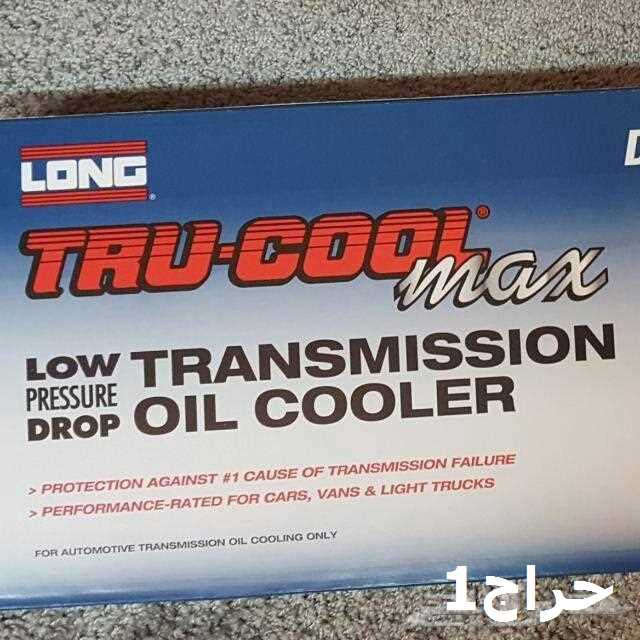 LONG
TRU-COOL® max
LOW PRESSURE DROP
TRANSMISSION
OIL COOLER
> PROTECTION AGAINST #1 CAUSE OF TRANSMISSION FAILURE
> PERFORMANCE-RATED FOR CARS, VANS & LIGHT TRUCKS
FOR AUTOMOTIVE TRANSMISSION OIL COOLING ONLY
حراج1